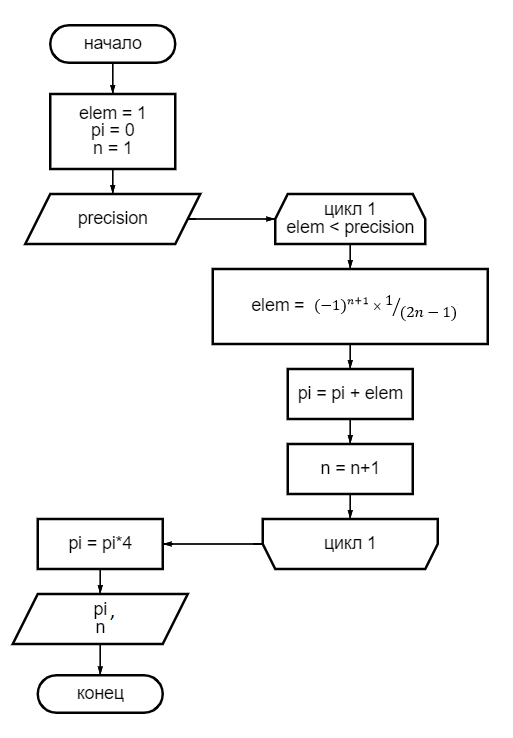 начало
elem = 1
pi = 0
n = 1
precision
цикл 1
elem < precision
elem = (−1)ⁿ⁺¹ × 1/(2n − 1)
pi = pi + elem
n = n+1
цикл 1
pi = pi*4
pi ,
n
конец